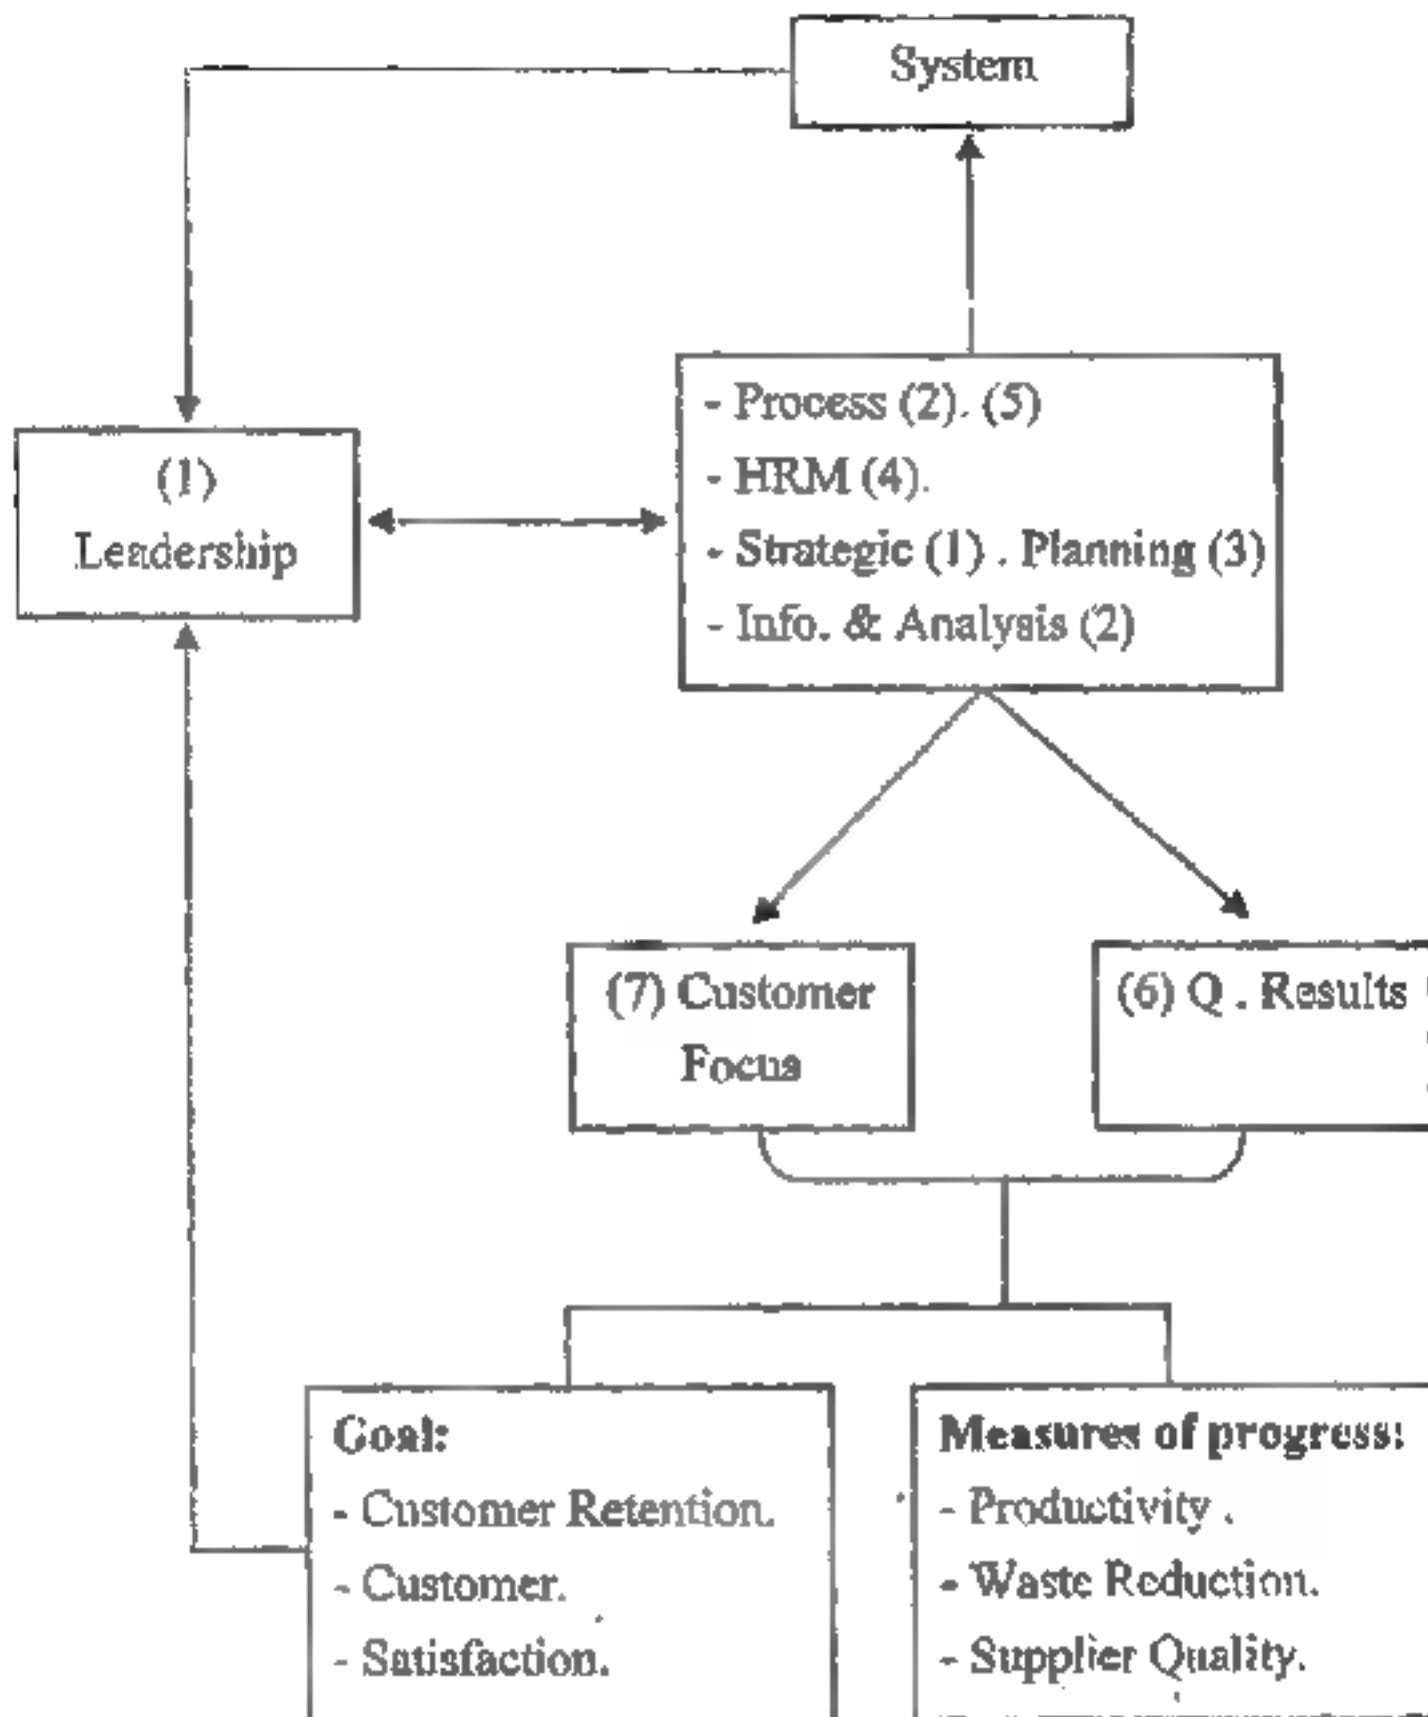 System
(1)
Leadership
- Process (2). (5)
- HRM (4).
- Strategic (1) . Planning (3)
- Info. & Analysis (2)
(7) Customer
Focus
(6) Q . Results
Goal:
- Customer Retention.
- Customer.
- Satisfaction.
Measures of progress:
- Productivity .
- Waste Reduction.
- Supplier Quality.